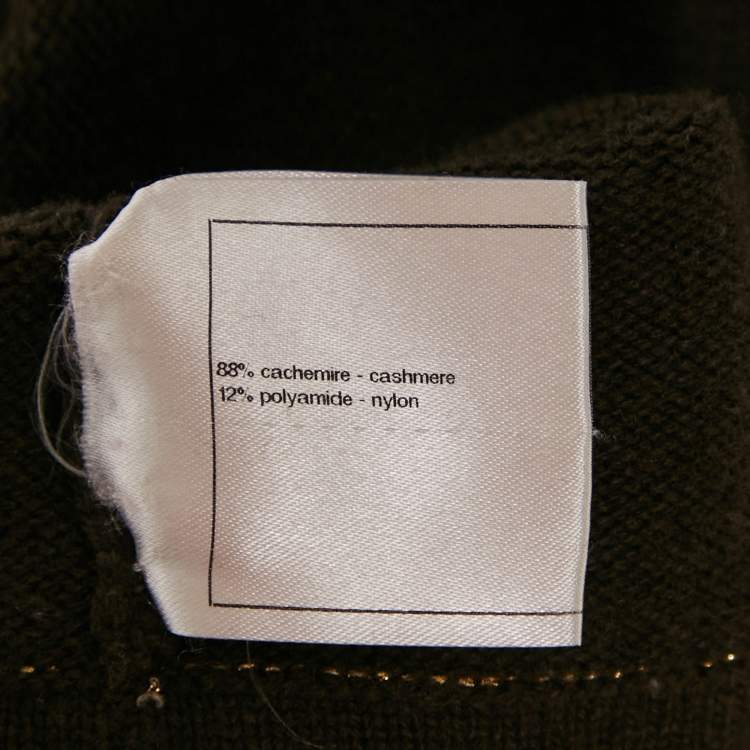 88% cachemire - cashmere
12% polyamide - nylon